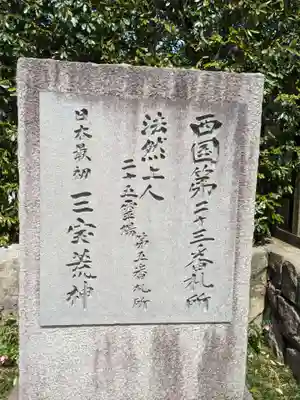 西国第二十三番札所
法然上人
二十五霊場
第五番札所
日本最初三宝荒神